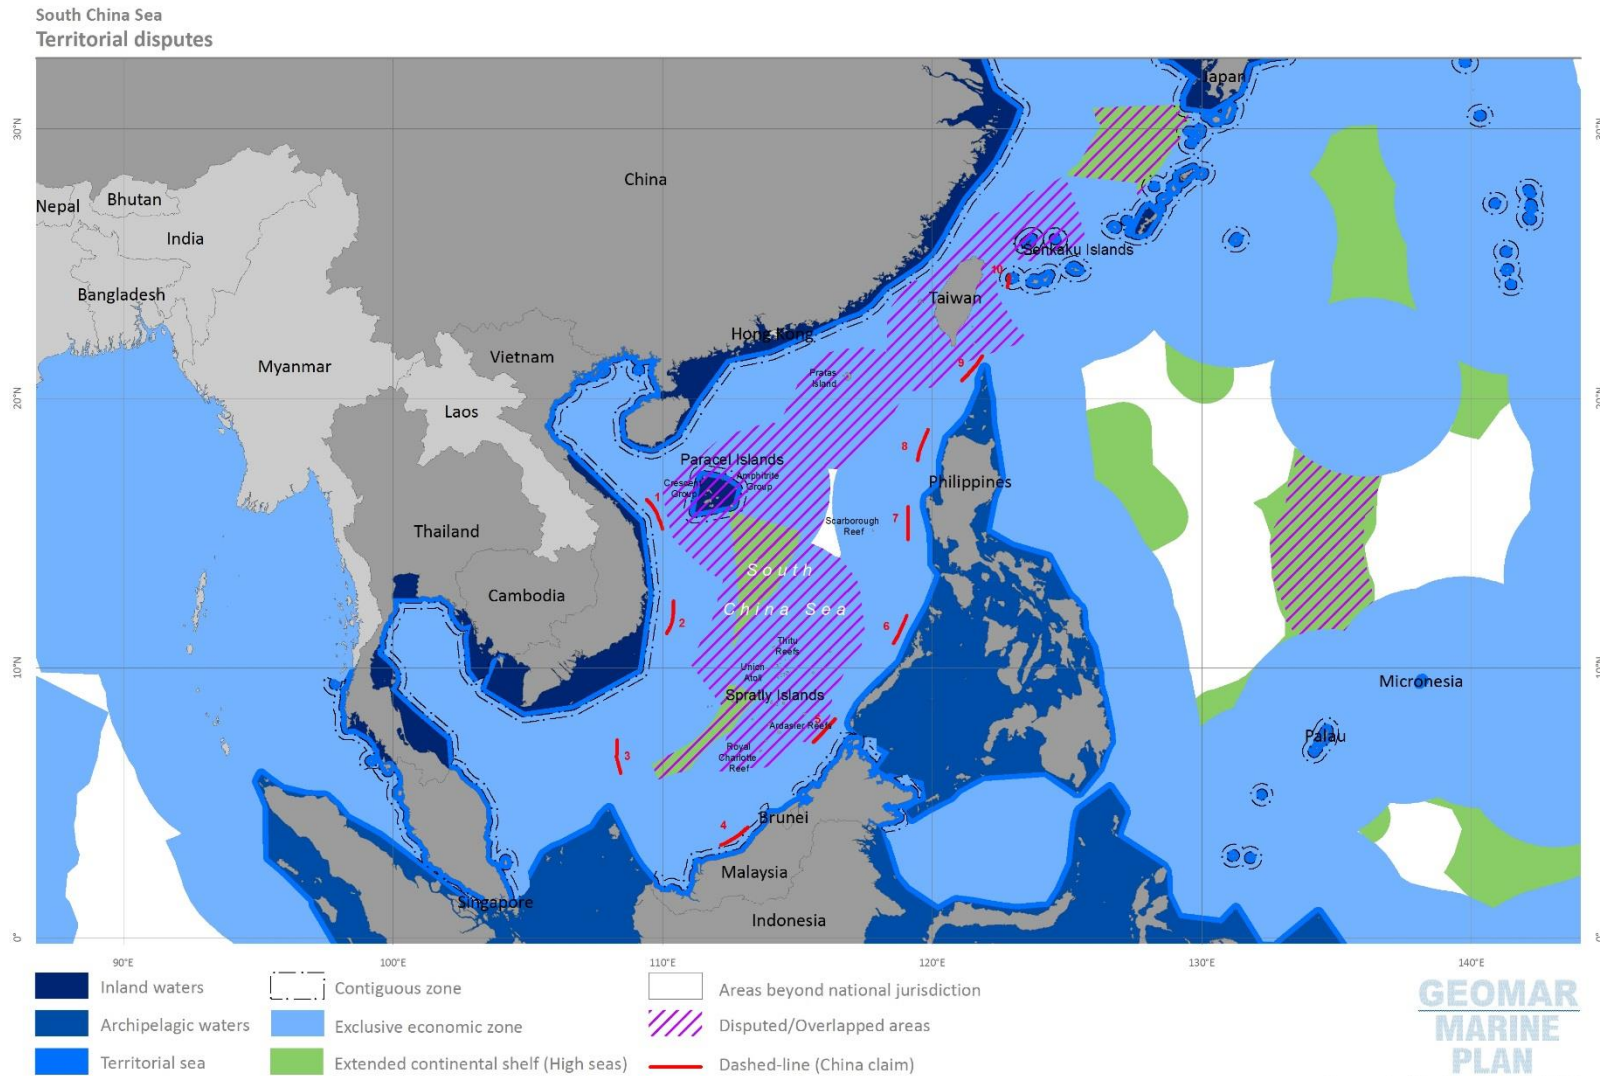 South China Sea
Territorial disputes
Japan
30°N
30°N
China
Nepal
Bhutan
India
Senkaku Islands
10
Bangladesh
Taiwan
Hong Kong
Vietnam
Myanmar
9
Pratas
Island
20°N
20°N
Laos
8
Paracel Islands
Crescent
Group
Amphitrite
Group
Philippines
1
7
Scarborough
Reef
Thailand
South
China Sea
Cambodia
2
6
Thitu
Reefs
Union
Atoll
10°N
10°N
Micronesia
Spratly Islands
5
Ardasier Reefs
Palau
3
Royal
Charlotte
Reef
4
Brunei
Malaysia
Singapore
Indonesia
0°
0°
90°E
100°E
110°E
120°E
130°E
140°E
Inland waters
Archipelagic waters
Territorial sea
Contiguous zone
Exclusive economic zone
Extended continental shelf (High seas)
Areas beyond national jurisdiction
Disputed/Overlapped areas
Dashed-line (China claim)
GEOMAR
MARINE
PLAN